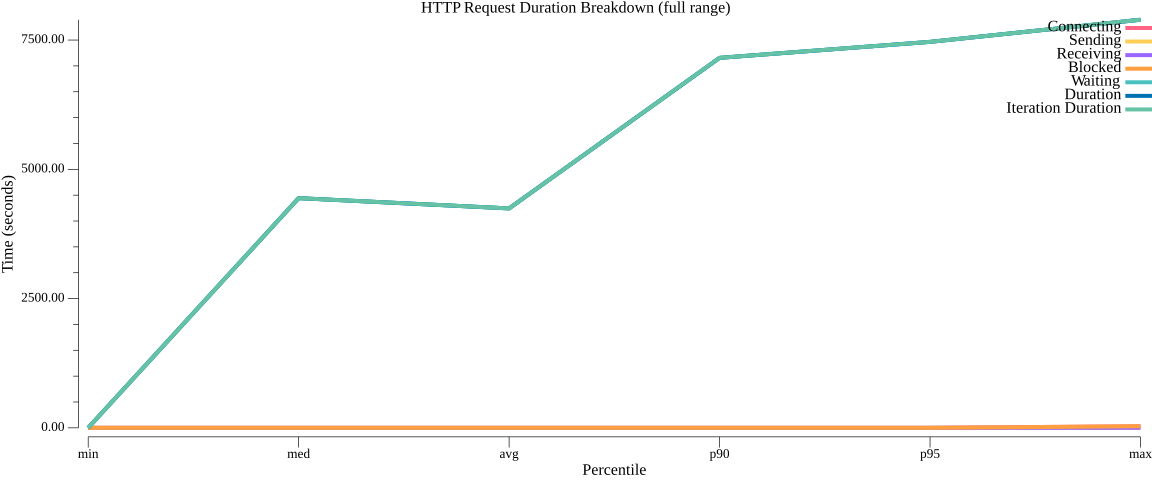 HTTP Request Duration Breakdown (full range)
Time (seconds)
7500.00
5000.00
2500.00
0.00
Connecting
Sending
Receiving
Blocked
Waiting
Duration
Iteration Duration
min med avg p90 p95 max
Percentile